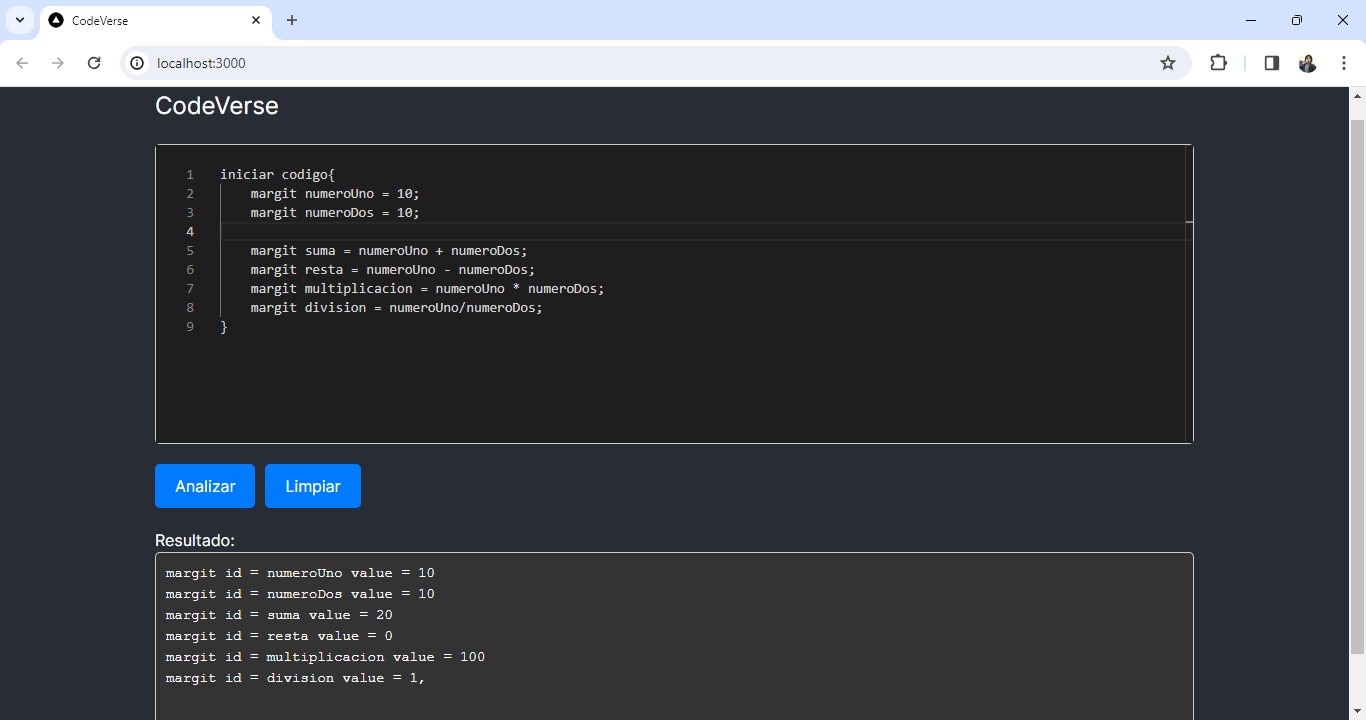 CodeVerse
localhost:3000
CodeVerse
1 iniciar codigo{
2 margit numeroUno = 10;
3 margit numeroDos = 10;
4
5 margit suma = numeroUno + numeroDos;
6 margit resta = numeroUno - numeroDos;
7 margit multiplicacion = numeroUno * numeroDos;
8 margit division = numeroUno/numeroDos;
9 }
Analizar Limpiar
Resultado:
margit id = numeroUno value = 10
margit id = numeroDos value = 10
margit id = suma value = 20
margit id = resta value = 0
margit id = multiplicacion value = 100
margit id = division value = 1,